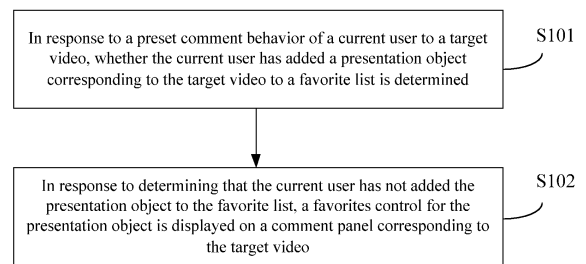 In response to a preset comment behavior of a current user to a target
video, whether the current user has added a presentation object
corresponding to the target video to a favorite list is determined
S101
In response to determining that the current user has not added the
presentation object to the favorite list, a favorites control for the
presentation object is displayed on a comment panel corresponding to
the target video
S102